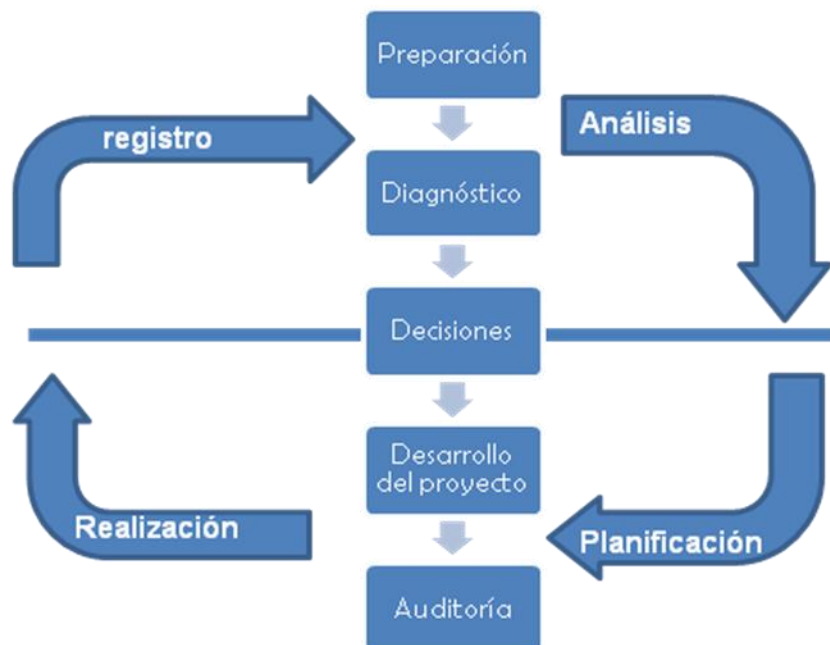 Preparación
registro
Análisis
Diagnóstico
Decisiones
Desarrollo
del proyecto
Realización
Planificación
Auditoría